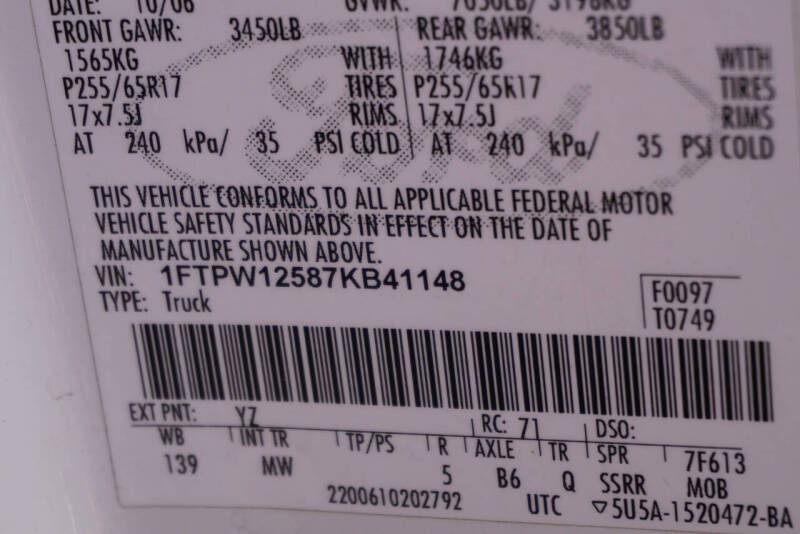 DATE: 10/06 GVWR: 7050LB/ 3198KG
FRONT GAWR: 3450LB REAR GAWR: 3850LB
1565KG WITH 1746KG WITH
P255/65R17 TIRES P255/65R17 TIRES
17x7.5J RIMS 17x7.5J RIMS
AT 240 kPa/ 35 PSI COLD AT 240 kPa/ 35 PSI COLD
Ford
THIS VEHICLE CONFORMS TO ALL APPLICABLE FEDERAL MOTOR
VEHICLE SAFETY STANDARDS IN EFFECT ON THE DATE OF
MANUFACTURE SHOWN ABOVE.
VIN: 1FTPW12587KB41148
TYPE: Truck
F0097
T0749
EXT PNT: YZ RC: 71 DSO:
WB INT TR TP/PS R AXLE TR SPR 7F613
139 MW 5 B6 Q SSRR MOB
2200610202792 UTC ▽5U5A-1520472-BA